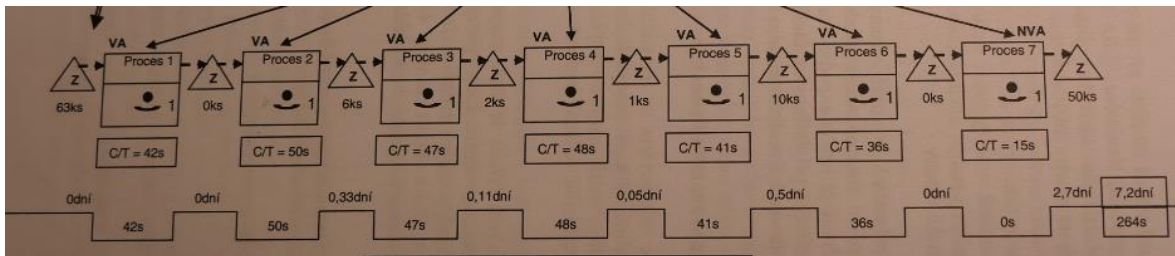 VA VA VA VA VA VA NVA
Proces 1 Proces 2 Proces 3 Proces 4 Proces 5 Proces 6 Proces 7
Z Z Z Z Z Z Z Z
1 1 1 1 1 1 1
63ks 0ks 6ks 2ks 1ks 10ks 0ks 50ks
C/T = 42s C/T = 50s C/T = 47s C/T = 48s C/T = 41s C/T = 36s C/T = 15s
0dní 0dní 0,33dní 0,11dní 0,05dní 0,5dní 0dní 2,7dní 7,2dní
42s 50s 47s 48s 41s 36s 0s 264s